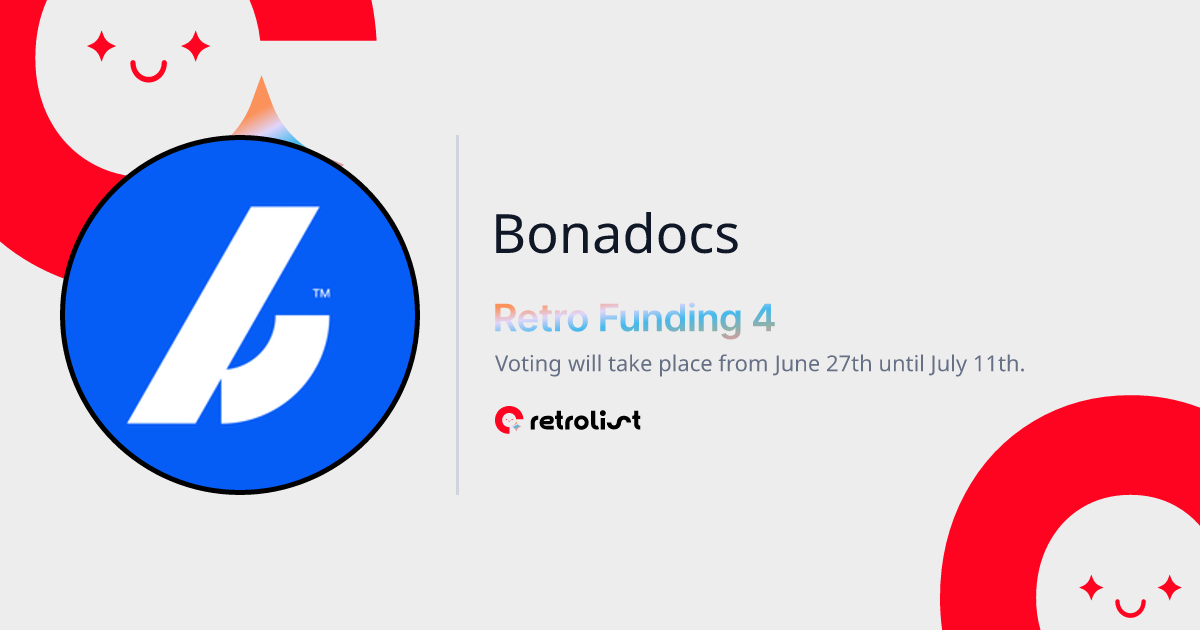 TM
Bonadocs
Retro Funding 4
Voting will take place from June 27th until July 11th.
retrolist